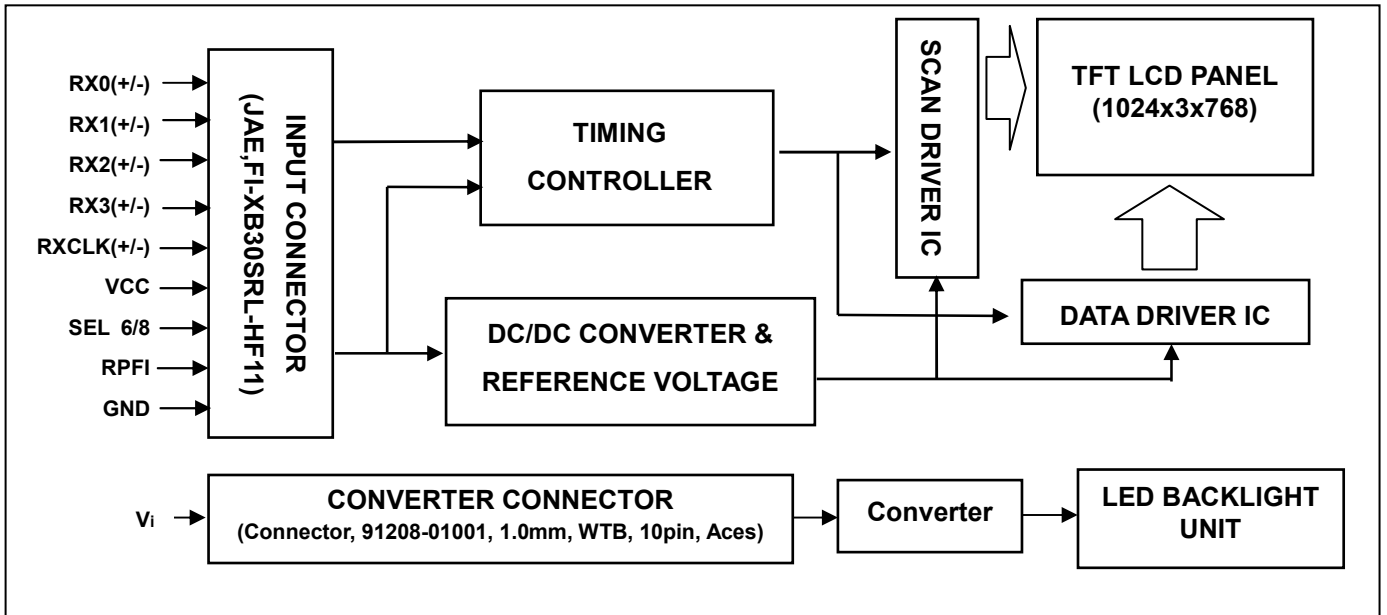 RX0(+/-)
RX1(+/-)
RX2(+/-)
RX3(+/-)
RXCLK(+/-)
VCC
SEL 6/8
RPFI
GND
INPUT CONNECTOR
(JAE,FI-XB30SRL-HF11)
TIMING
CONTROLLER
DC/DC CONVERTER &
REFERENCE VOLTAGE
SCAN DRIVER IC
TFT LCD PANEL
(1024x3x768)
DATA DRIVER IC
Vi
CONVERTER CONNECTOR
(Connector, 91208-01001, 1.0mm, WTB, 10pin, Aces)
Converter
LED BACKLIGHT
UNIT